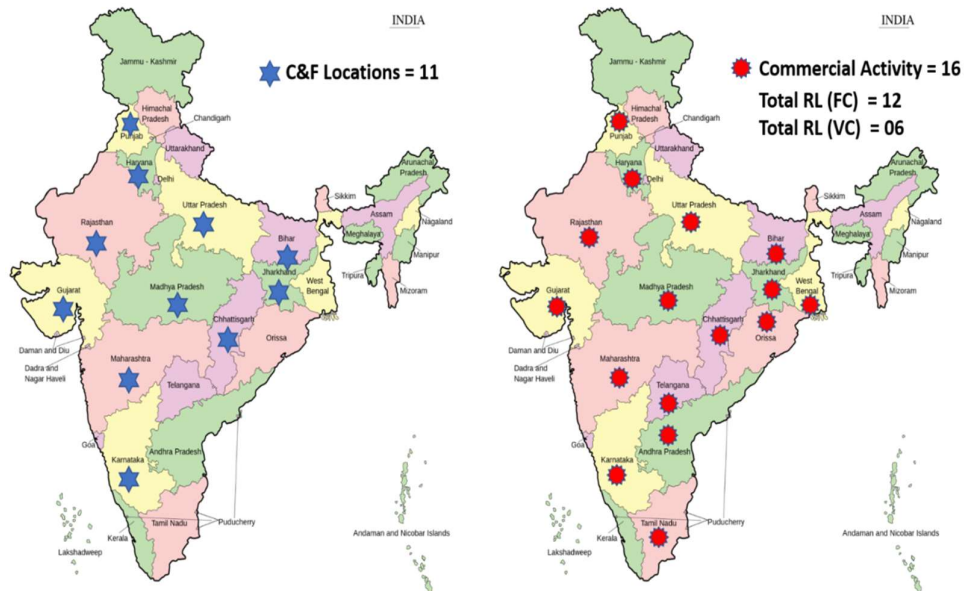 INDIA
C&F Locations = 11
Jammu - Kashmir
Himachal
Pradesh
Chandigarh
Punjab
Uttarakhand
Haryana
Delhi
Arunachal
Pradesh
Sikkim
Uttar Pradesh
Rajasthan
Assam
Nagaland
Bihar
Meghalaya
Manipur
Jharkhand
Tripura
West
Bengal
Mizoram
Gujarat
Madhya Pradesh
Chhattisgarh
Orissa
Daman and Diu
Dadra and
Nagar Haveli
Maharashtra
Telangana
Goa
Andhra Pradesh
Karnataka
Tamil Nadu
Puducherry
Kerala
Andaman and Nicobar Islands
Lakshadweep
INDIA
Commercial Activity = 16
Total RL (FC) = 12
Total RL (VC) = 06
Jammu - Kashmir
Himachal
Pradesh
Chandigarh
Punjab
Uttarakhand
Haryana
Delhi
Arunachal
Pradesh
Sikkim
Uttar Pradesh
Rajasthan
Assam
Nagaland
Bihar
Meghalaya
Manipur
Jharkhand
Tripura
West
Bengal
Mizoram
Gujarat
Madhya Pradesh
Chhattisgarh
Orissa
Daman and Diu
Dadra and
Nagar Haveli
Maharashtra
Telangana
Goa
Andhra Pradesh
Karnataka
Tamil Nadu
Puducherry
Kerala
Andaman and Nicobar Islands
Lakshadweep